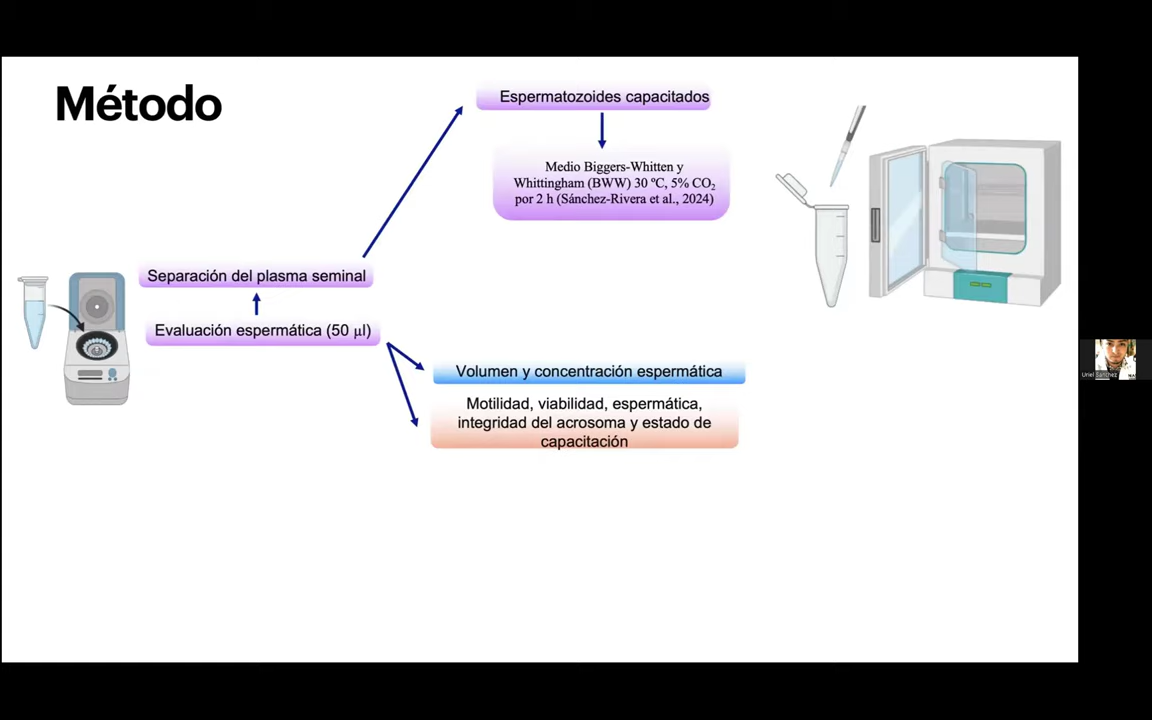 Método
Espermatozoides capacitados
Medio Biggers-Whitten y
Whittingham (BWW) 30 ºC, 5% CO₂
por 2 h (Sánchez-Rivera et al., 2024)
Separación del plasma seminal
Evaluación espermática (50 µl)
Volumen y concentración espermática
Motilidad, viabilidad, espermática,
integridad del acrosoma y estado de
capacitación
Uriel Sánchez